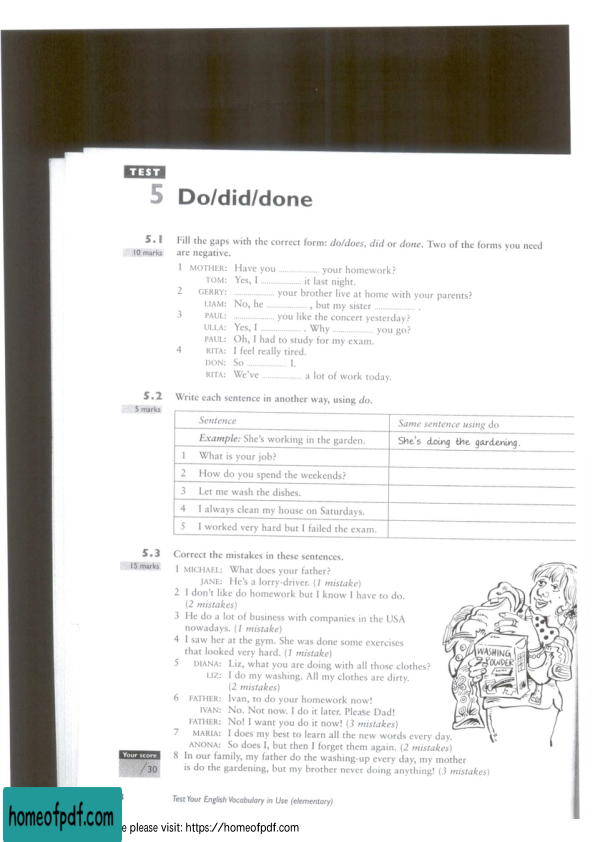 TEST
5 Do/did/done
5.1 Fill the gaps with the correct form: do/does, did or done. Two of the forms you need
10 marks are negative.
1 MOTHER: Have you .................. your homework?
TOM: Yes, I .................. it last night.
2 GERRY: .................. your brother live at home with your parents?
LIAM: No, he .................. , but my sister .................. .
3 PAUL: .................. you like the concert yesterday?
ULLA: Yes, I .................. . Why .................. you go?
PAUL: Oh, I had to study for my exam.
4 RITA: I feel really tired.
DON: So .................. I.
RITA: We've .................. a lot of work today.
5.2 Write each sentence in another way, using do.
5 marks
Sentence Same sentence using do
Example: She's working in the garden. She's doing the gardening.
1 What is your job?
2 How do you spend the weekends?
3 Let me wash the dishes.
4 I always clean my house on Saturdays.
5 I worked very hard but I failed the exam.
5.3 Correct the mistakes in these sentences.
15 marks 1 MICHAEL: What does your father?
JANE: He's a lorry-driver. (1 mistake)
2 I don't like do homework but I know I have to do.
(2 mistakes)
3 He do a lot of business with companies in the USA
nowadays. (1 mistake)
4 I saw her at the gym. She was done some exercises
that looked very hard. (1 mistake)
5 DIANA: Liz, what you are doing with all those clothes?
LIZ: I do my washing. All my clothes are dirty.
(2 mistakes)
6 FATHER: Ivan, to do your homework now!
IVAN: No. Not now. I do it later. Please Dad!
FATHER: No! I want you do it now! (3 mistakes)
7 MARIA: I does my best to learn all the new words every day.
ANONA: So does I, but then I forget them again. (2 mistakes)
8 In our family, my father do the washing-up every day, my mother
is do the gardening, but my brother never doing anything! (3 mistakes)
WASHING
POWDER
Your score
/30
Test Your English Vocabulary in Use (elementary)
homeofpdf.com
e please visit: https://homeofpdf.com